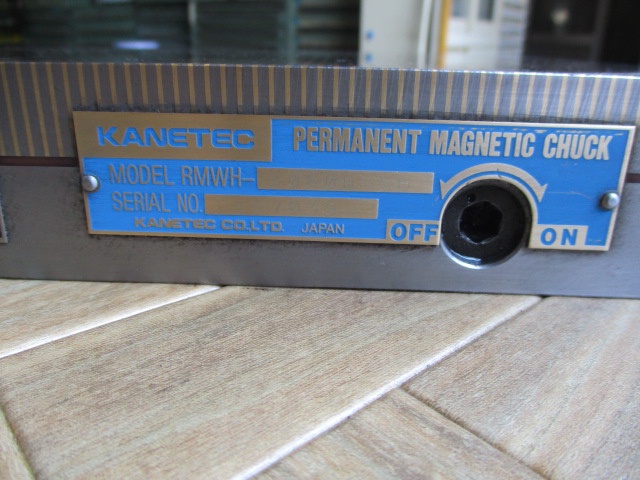 KANETEC
PERMANENT MAGNETIC CHUCK
MODEL RMWH-
SERIAL NO.
KANETEC CO.,LTD. JAPAN
OFF
ON